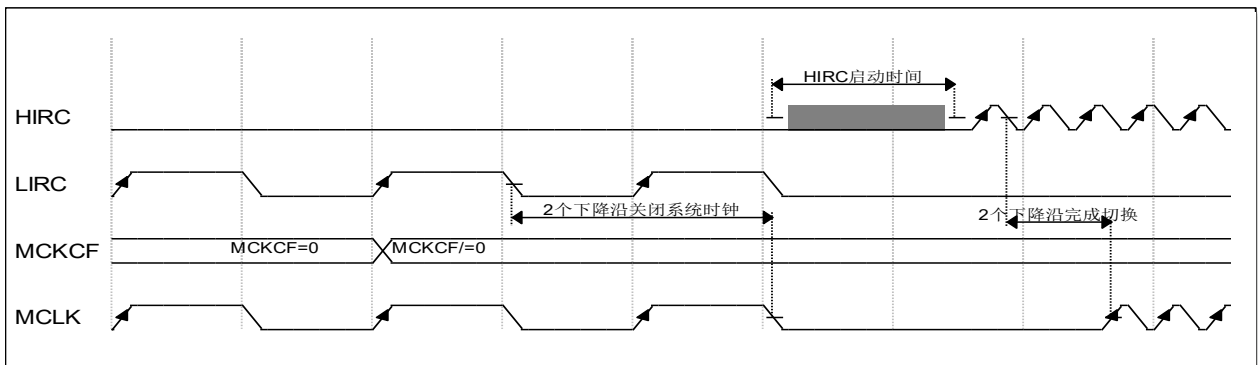 HIRC启动时间
HIRC
LIRC
2个下降沿关闭系统时钟
2个下降沿完成切换
MCKCF
MCKCF=0
MCKCF/=0
MCLK